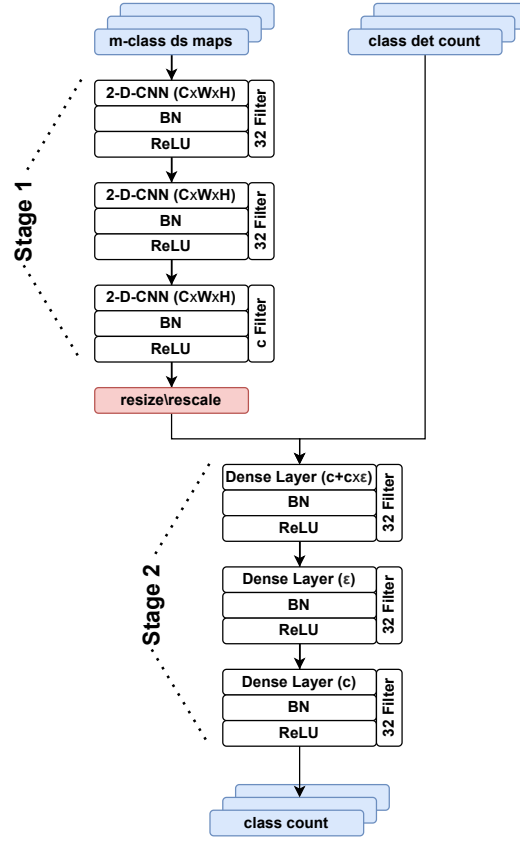 m-class ds maps
class det count
2-D-CNN (CxWxH)
BN
ReLU
32 Filter
2-D-CNN (CxWxH)
BN
ReLU
32 Filter
2-D-CNN (CxWxH)
BN
ReLU
c Filter
Stage 1
resize\rescale
Dense Layer (c+cxε)
BN
ReLU
32 Filter
Dense Layer (ε)
BN
ReLU
32 Filter
Dense Layer (c)
BN
ReLU
32 Filter
Stage 2
class count